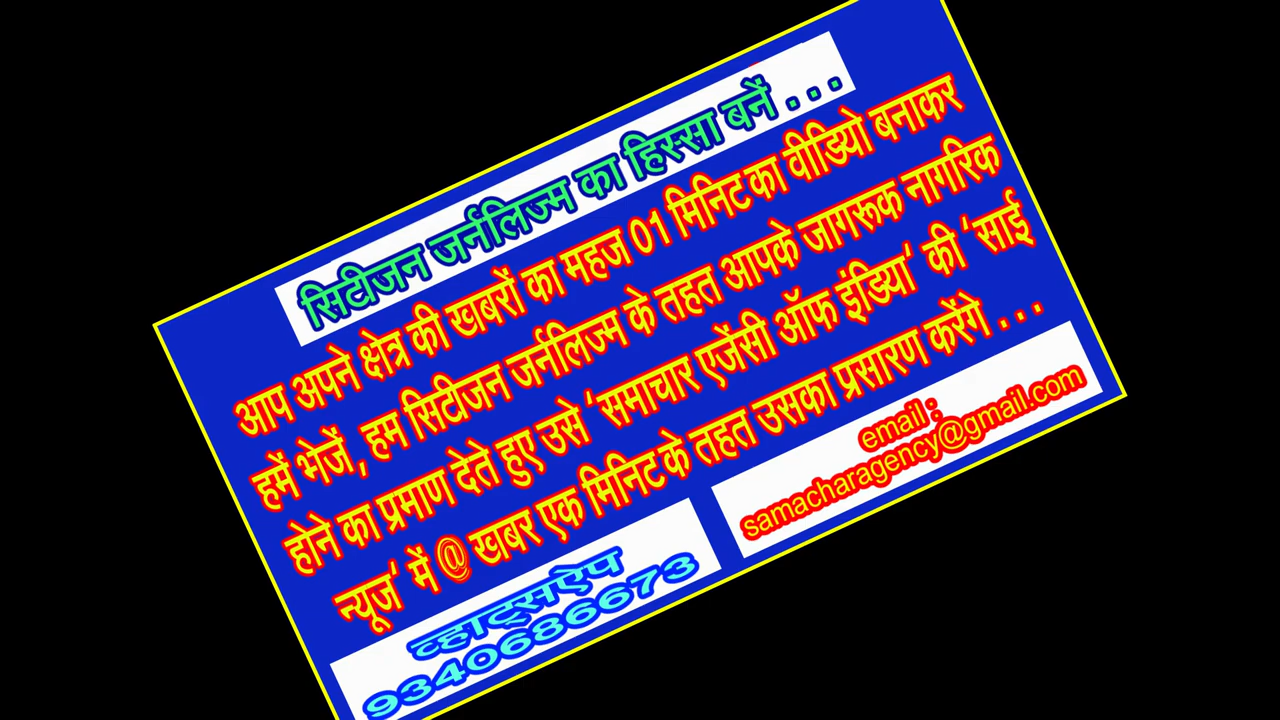 सिटीजन जर्नलिज्म का हिस्सा बनें ...
आप अपने क्षेत्र की खबरों का महज 01 मिनिट का वीडियो बनाकर
हमें भेजें, हम सिटीजन जर्नलिज्म के तहत आपके जागरूक नागरिक
होने का प्रमाण देते हुए उसे ‘समाचार एजेंसी ऑफ इंडिया‘ की ‘साई
न्यूज‘ में @ खबर एक मिनिट के तहत उसका प्रसारण करेंगे ...
व्हाट्सऐप
9340686673
email :
samacharagency@gmail.com